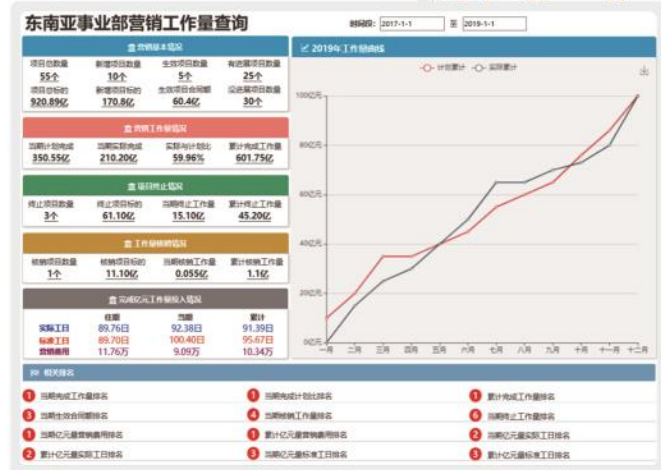 东南亚事业部营销工作量查询
时间段： 2017-1-1 至 2019-1-1
营销基本情况
项目总数量 新增项目数量 生效项目数量 有进展项目数量
55个 10个 5个 25个
项目总标的 新增项目标的 生效项目合同额 没进展项目数量
920.89亿 170.8亿 60.4亿 30个
营销工作量情况
当期计划完成 当期实际完成 实际与计划比 累计完成工作量
350.55亿 210.20亿 59.96% 601.75亿
项目终止情况
终止项目数量 终止项目标的 当期终止工作量 累计终止工作量
3个 61.10亿 15.10亿 45.20亿
工作量核销情况
核销项目数量 核销项目标的 当期核销工作量 累计核销工作量
1个 11.10亿 0.055亿 1.1亿
完成亿元工作量投入情况
往期 当期 累计
实际工日 89.76日 92.38日 91.39日
标准工日 89.70日 100.40日 95.67日
营销费用 11.76万 9.09万 10.34万
2019年工作量曲线
计划累计 实际累计
100亿元
80亿元
60亿元
40亿元
20亿元
0亿元
一月 二月 三月 四月 五月 六月 七月 八月 九月 十月 十一月 十二月
相关排名
1 当期完成工作量排名 1 当期完成计划比排名 1 累计完成工作量排名
3 当期生效合同额排名 4 当期核销工作量排名 6 当期终止工作量排名
1 当期亿元量营销费用排名 1 累计亿元量营销费用排名 2 当期亿元量实际工日排名
2 累计亿元量实际工日排名 3 当期亿元量标准工日排名 3 累计亿元量标准工日排名